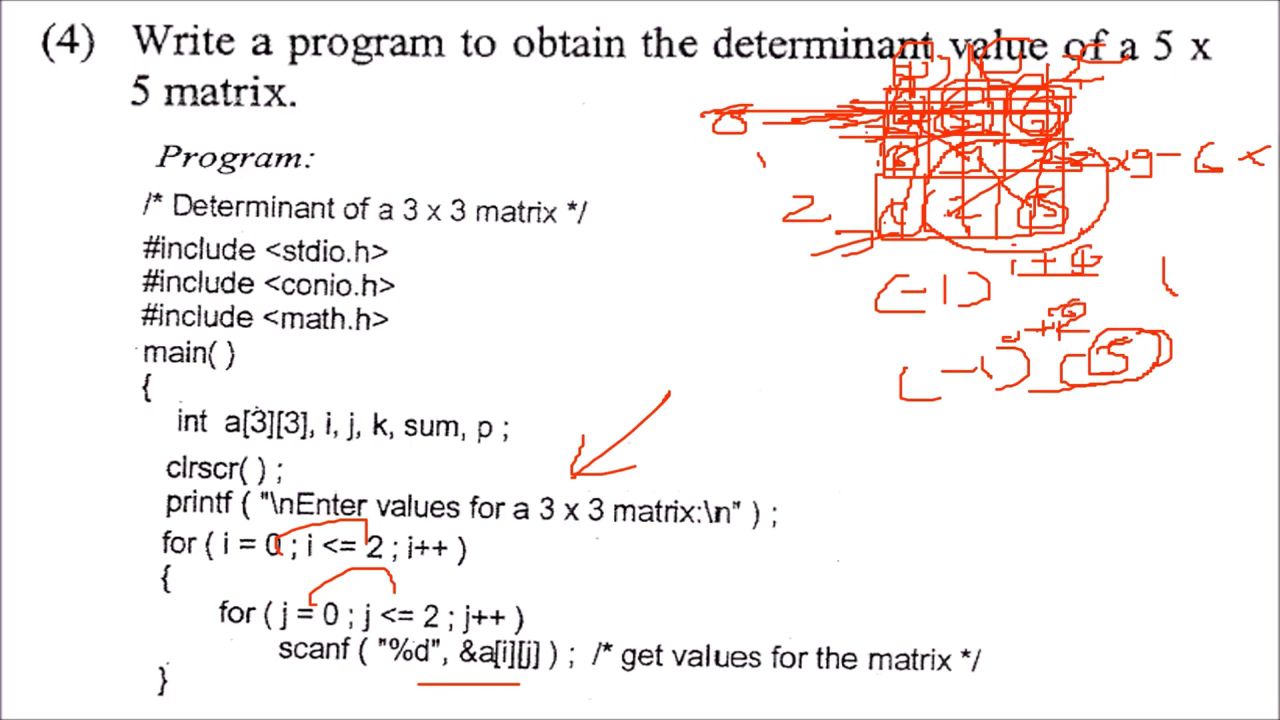 (4) Write a program to obtain the determinant value of a 5 x
5 matrix.
Program:
/* Determinant of a 3 x 3 matrix */
#include <stdio.h>
#include <conio.h>
#include <math.h>
main( )
{
int a[3][3], i, j, k, sum, p ;
clrscr( ) ;
printf ( "\nEnter values for a 3 x 3 matrix:\n" ) ;
for ( i = 0 ; i <= 2 ; i++ )
{
for ( j = 0 ; j <= 2 ; j++ )
scanf ( "%d", &a[i][j] ) ; /* get values for the matrix */
}